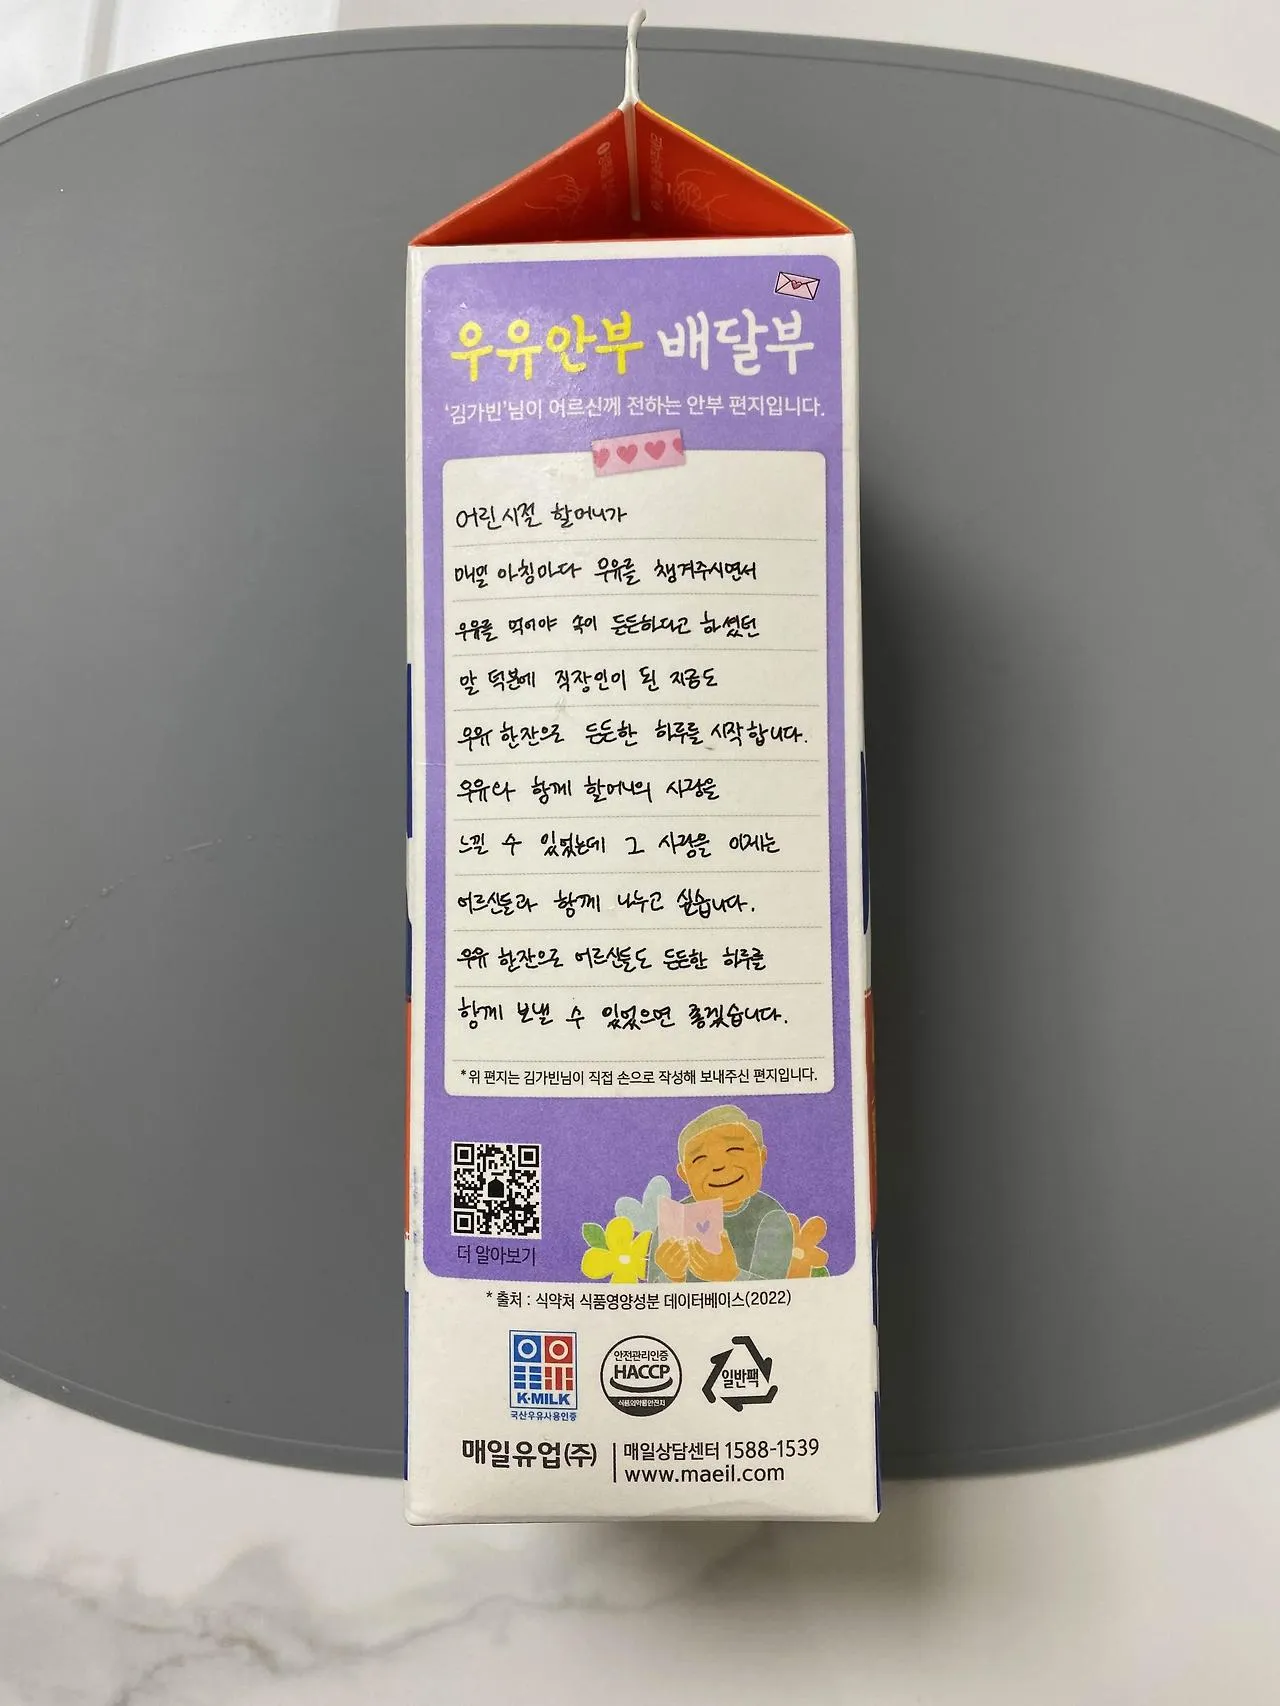 우유안부 배달부
'김가빈'님이 어르신께 전하는 안부 편지입니다.
어린시절 할머니가
매일 아침마다 우유를 챙겨주시면서
우유를 먹어야 속이 든든하다고 하셨던
말 덕분에 직장인이 된 지금도
우유 한잔으로 든든한 하루를 시작합니다.
우유와 함께 할머니의 사랑을
느낄 수 있었는데 그 사랑을 이제는
어르신들과 함께 나누고 싶습니다.
우유 한잔으로 어르신들도 든든한 하루를
함께 보낼 수 있었으면 좋겠습니다.
*위 편지는 김가빈님이 직접 손으로 작성해 보내주신 편지입니다.
더 알아보기
* 출처 : 식약처 식품영양성분 데이터베이스(2022)
우유
K·MILK
국산우유사용인증
안전관리인증
HACCP
식품의약품안전처
일반팩
매일유업(주)
매일상담센터 1588-1539
www.maeil.com